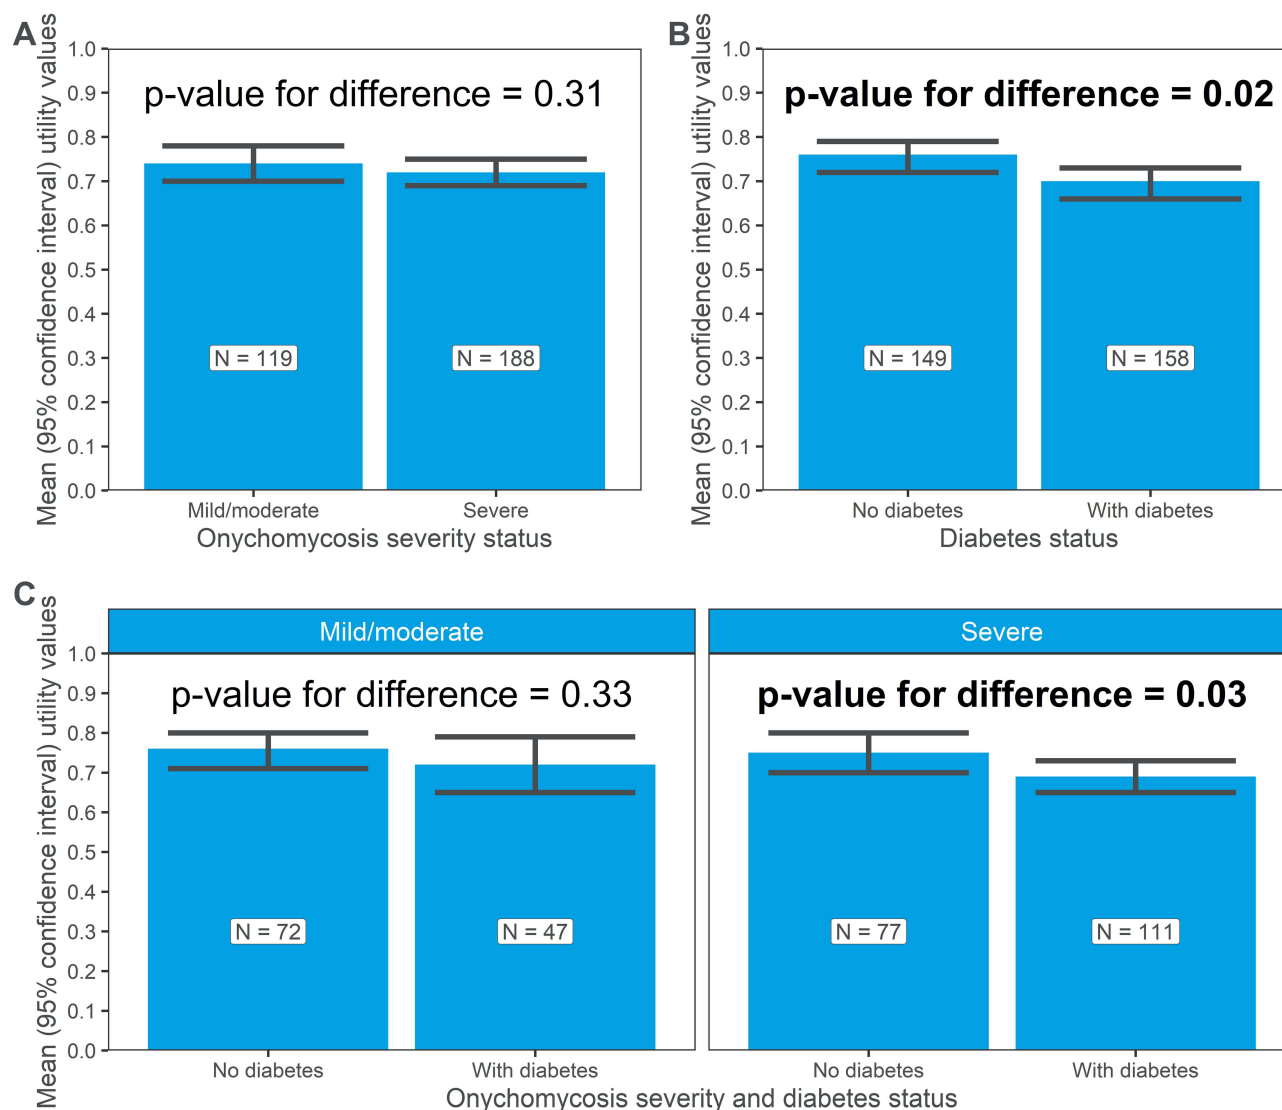 A
Mean (95% confidence interval) utility values
1.0
0.9
0.8
0.7
0.6
0.5
0.4
0.3
0.2
0.1
0.0
p-value for difference = 0.31
N = 119
N = 188
Mild/moderate
Severe
Onychomycosis severity status
B
Mean (95% confidence interval) utility values
1.0
0.9
0.8
0.7
0.6
0.5
0.4
0.3
0.2
0.1
0.0
p-value for difference = 0.02
N = 149
N = 158
No diabetes
With diabetes
Diabetes status
C
Mean (95% confidence interval) utility values
1.0
0.9
0.8
0.7
0.6
0.5
0.4
0.3
0.2
0.1
0.0
Mild/moderate
p-value for difference = 0.33
N = 72
N = 47
No diabetes
With diabetes
Severe
p-value for difference = 0.03
N = 77
N = 111
No diabetes
With diabetes
Onychomycosis severity and diabetes status